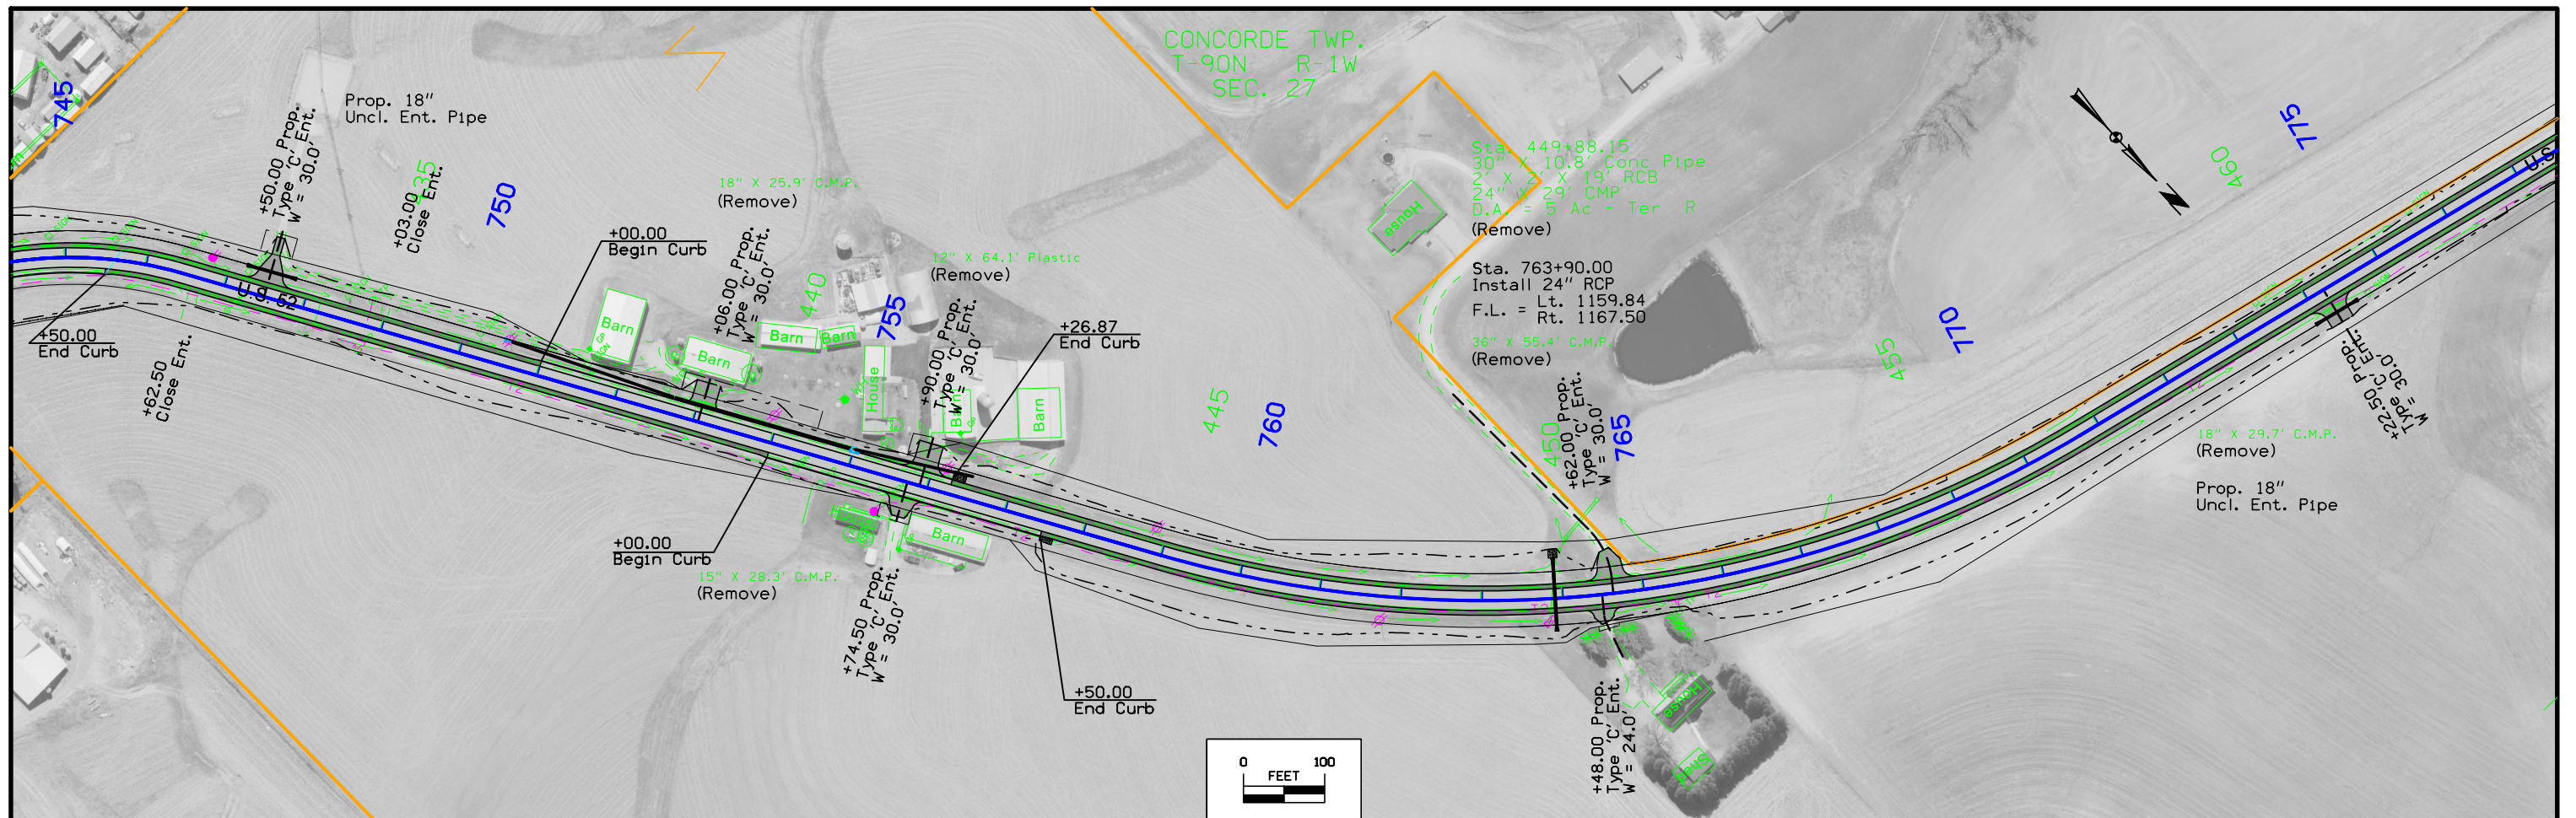 CONCORDE TWP.
T-90N R-1W
SEC. 27
745
+50.00 Prop.
Type 'C' Ent.
W = 30.0'
Prop. 18"
Uncl. Ent. Pipe
435
+03.00
Close Ent.
750
18" X 25.9' C.M.P.
(Remove)
+00.00
Begin Curb
U.S. 52
+50.00
End Curb
+62.50
Close Ent.
+06.00 Prop.
Type 'C' Ent.
W = 30.0'
440
755
12" X 64.1' Plastic
(Remove)
+90.00 Prop.
Type 'C' Ent.
W = 30.0'
+26.87
End Curb
Barn
Barn
Barn
Barn
House
Barn
Barn
House
Barn
+00.00
Begin Curb
15" X 28.3' C.M.P.
(Remove)
+74.50 Prop.
Type 'C' Ent.
W = 30.0'
+50.00
End Curb
445
760
House
Sta. 449+88.15
30" X 10.8' Conc Pipe
2' X 2' X 19' RCB
24" X 29' CMP
D.A. = 5 Ac - Ter R
(Remove)
Sta. 763+90.00
Install 24" RCP
F.L. = Lt. 1159.84
Rt. 1167.50
36" X 55.4' C.M.P.
(Remove)
450
+62.00 Prop.
Type 'C' Ent.
W = 30.0'
765
+48.00 Prop.
Type 'C' Ent.
W = 24.0'
House
Shed
455
770
460
775
U.S.
+22.50 Prop.
Type 'C' Ent.
W = 30.0'
18" X 29.7' C.M.P.
(Remove)
Prop. 18"
Uncl. Ent. Pipe
0 100
FEET